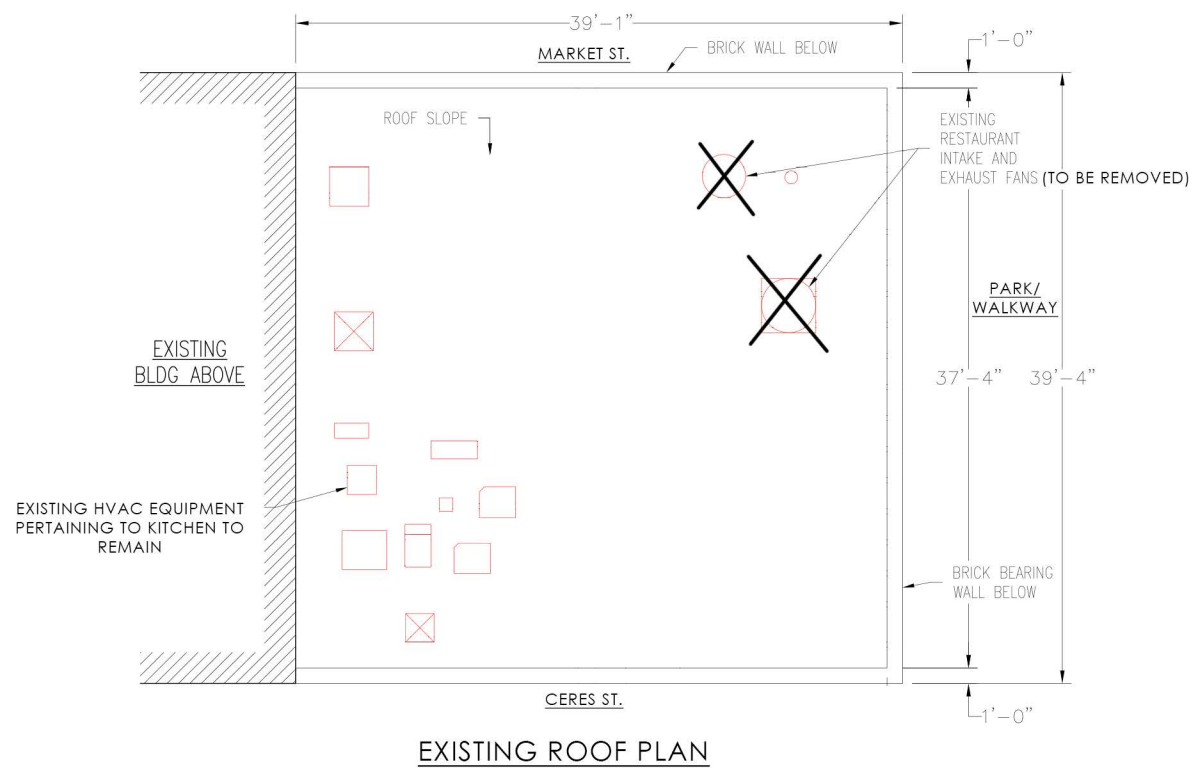 39'-1"
MARKET ST.
BRICK WALL BELOW
1'-0"
ROOF SLOPE
EXISTING
RESTAURANT
INTAKE AND
EXHAUST FANS (TO BE REMOVED)
PARK/
WALKWAY
EXISTING
BLDG ABOVE
37'-4"
39'-4"
EXISTING HVAC EQUIPMENT
PERTAINING TO KITCHEN TO
REMAIN
BRICK BEARING
WALL BELOW
CERES ST.
1'-0"
EXISTING ROOF PLAN